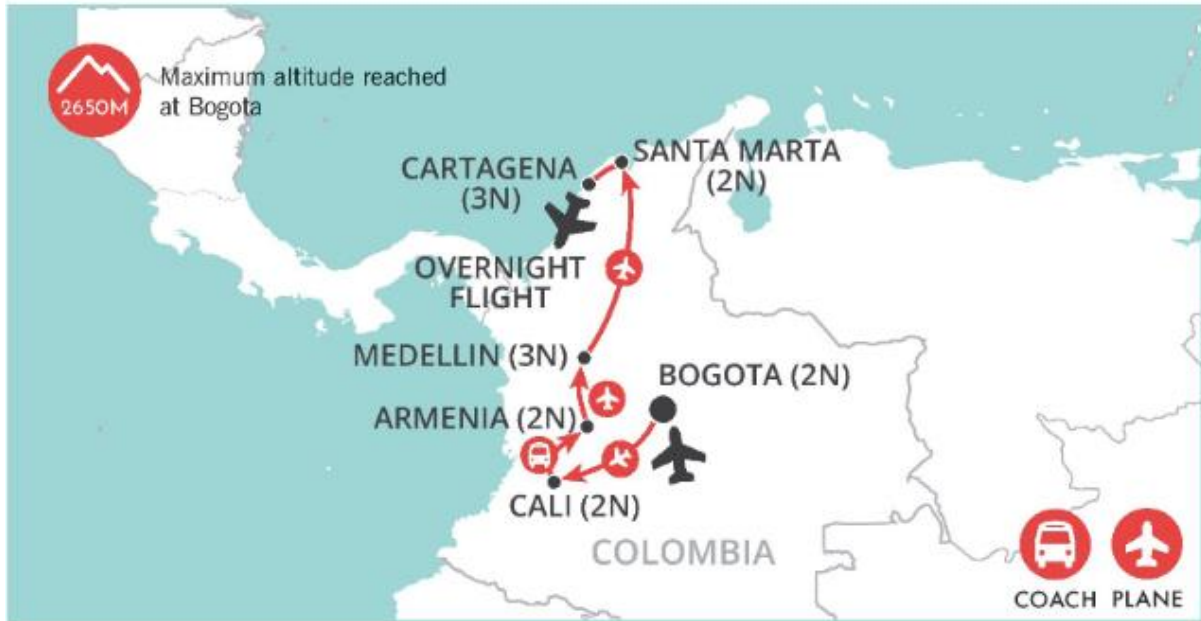 2650M
Maximum altitude reached
at Bogota
SANTA MARTA
(2N)
CARTAGENA
(3N)
OVERNIGHT
FLIGHT
MEDELLIN (3N)
BOGOTA (2N)
ARMENIA (2N)
CALI (2N)
COLOMBIA
COACH PLANE